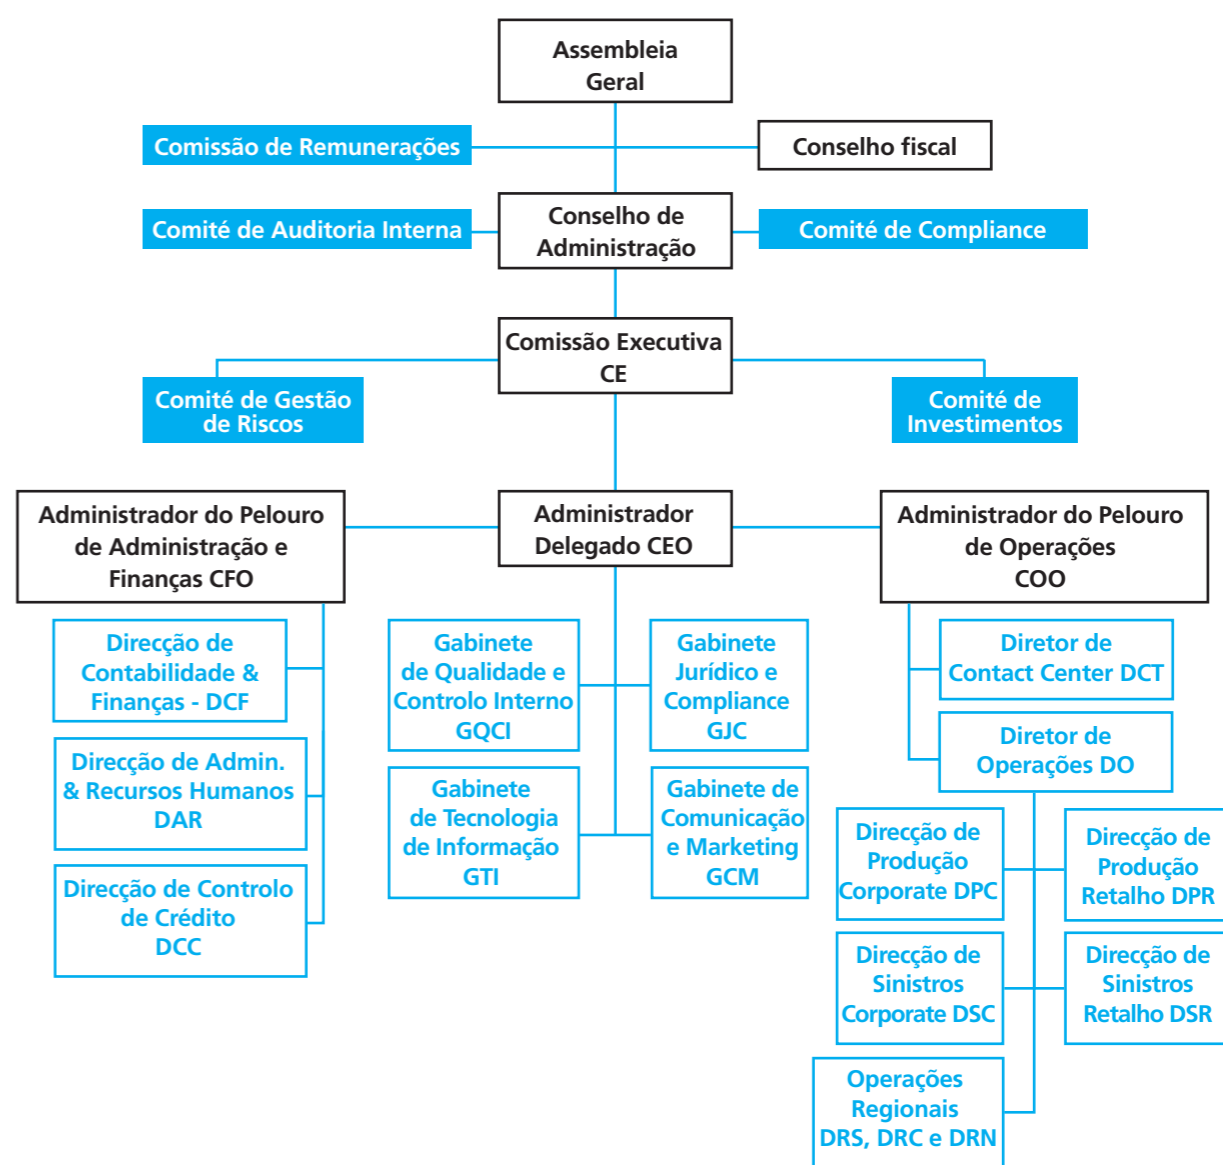 Assembleia
Geral
Comissão de Remunerações
Conselho fiscal
Comité de Auditoria Interna
Conselho de
Administração
Comité de Compliance
Comissão Executiva
CE
Comité de Gestão
de Riscos
Comité de
Investimentos
Administrador do Pelouro
de Administração e
Finanças CFO
Administrador
Delegado CEO
Administrador do Pelouro
de Operações
COO
Direcção de
Contabilidade &
Finanças - DCF
Direcção de Admin.
& Recursos Humanos
DAR
Direcção de Controlo
de Crédito
DCC
Gabinete
de Qualidade e
Controlo Interno
GQCI
Gabinete
Jurídico e
Compliance
GJC
Gabinete
de Tecnologia
de Informação
GTI
Gabinete de
Comunicação
e Marketing
GCM
Diretor de
Contact Center DCT
Diretor de
Operações DO
Direcção de
Produção
Corporate DPC
Direcção de
Produção
Retalho DPR
Direcção de
Sinistros
Corporate DSC
Direcção de
Sinistros
Retalho DSR
Operações
Regionais
DRS, DRC e DRN